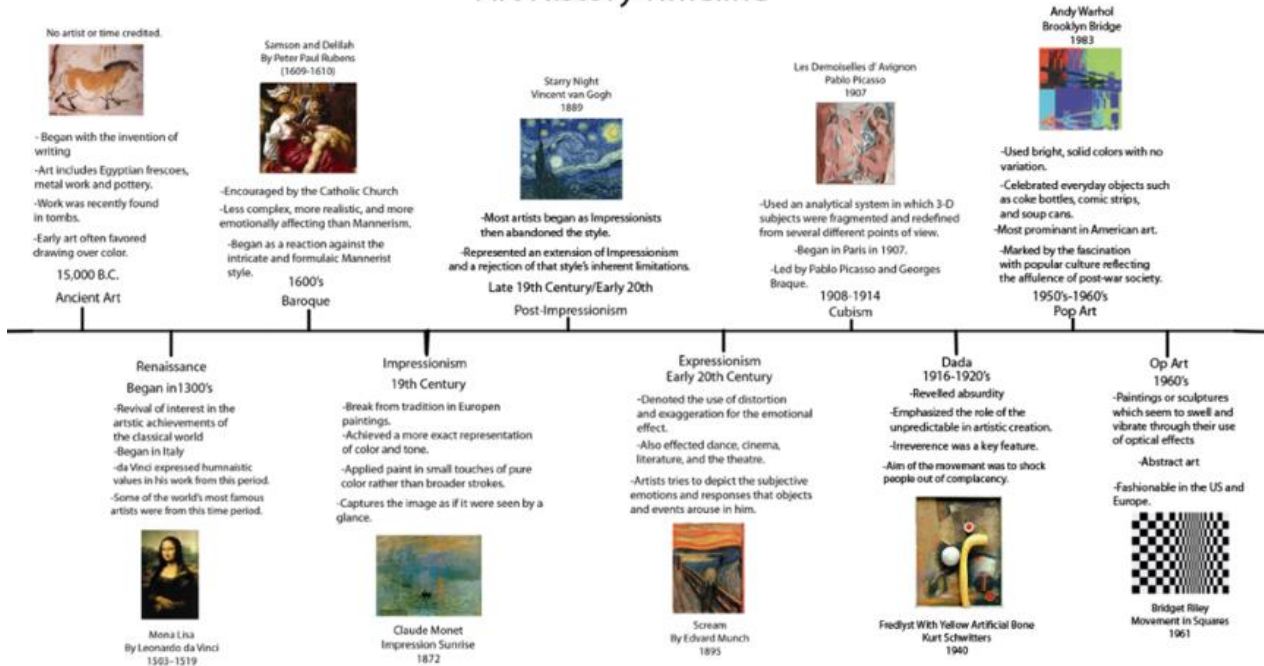 No artist or time credited.
- Began with the invention of
writing
-Art includes Egyptian frescoes,
metal work and pottery.
-Work was recently found
in tombs.
-Early art often favored
drawing over color.
15,000 B.C.
Ancient Art
Samson and Delilah
By Peter Paul Rubens
(1609-1610)
-Encouraged by the Catholic Church
-Less complex, more realistic, and more
emotionally affecting than Mannerism.
-Began as a reaction against the
intricate and formulaic Mannerist
style.
1600's
Baroque
Starry Night
Vincent van Gogh
1889
-Most artists began as Impressionists
then abandoned the style.
-Represented an extension of Impressionism
and a rejection of that style's inherent limitations.
Late 19th Century/Early 20th
Post-Impressionism
Les Demoiselles d' Avignon
Pablo Picasso
1907
-Used an analytical system in which 3-D
subjects were fragmented and redefined
from several different points of view.
-Began in Paris in 1907.
-Led by Pablo Picasso and Georges
Braque.
1908-1914
Cubism
Andy Warhol
Brooklyn Bridge
1983
-Used bright, solid colors with no
variation.
-Celebrated everyday objects such
as coke bottles, comic strips,
and soup cans.
-Most prominant in American art.
-Marked by the fascination
with popular culture reflecting
the affulence of post-war society.
1950's-1960's
Pop Art
Renaissance
Began in1300's
-Revival of interest in the
artstic achievements of
the classical world
-Began in Italy
-da Vinci expressed humnaistic
values in his work from this period.
-Some of the world's most famous
artists were from this time period.
Mona Lisa
By Leonardo da Vinci
1503-1519
Impressionism
19th Century
-Break from tradition in Europen
paintings.
-Achieved a more exact representation
of color and tone.
-Applied paint in small touches of pure
color rather than broader strokes.
-Captures the image as if it were seen by a
glance.
Claude Monet
Impression Sunrise
1872
Expressionism
Early 20th Century
-Denoted the use of distortion
and exaggeration for the emotional
effect.
-Also effected dance, cinema,
literature, and the theatre.
-Artists tries to depict the subjective
emotions and responses that objects
and events arouse in him.
Scream
By Edvard Munch
1895
Dada
1916-1920's
-Revelled absurdity
-Emphasized the role of the
unpredictable in artistic creation.
-Irreverence was a key feature.
-Aim of the movement was to shock
people out of complacency.
Fredlyst With Yellow Artificial Bone
Kurt Schwitters
1940
Op Art
1960's
-Paintings or sculptures
which seem to swell and
vibrate through their use
of optical effects
-Abstract art
-Fashionable in the US and
Europe.
Bridget Riley
Movement in Squares
1961